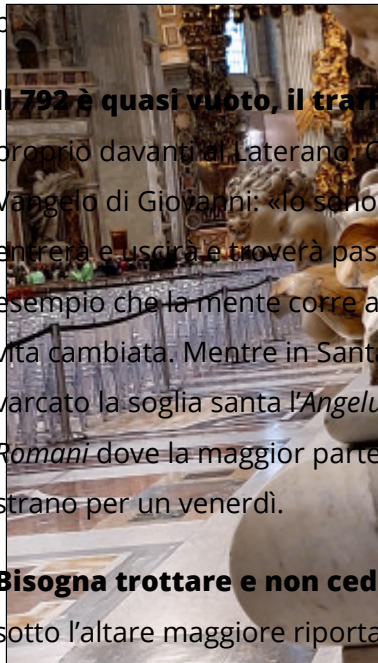 Il 792 è quasi vuoto, il traff
proprio davanti al Laterano. C
Vangelo di Giovanni: «Io sono
entrerà e uscirà e troverà pas
esempio che la mente corre a
vita cambiata. Mentre in Santa
varcato la soglia santa l’Angelu
Romani dove la maggior parte
strano per un venerdì.
Bisogna trottare e non ced
sotto l’altare maggiore riporta